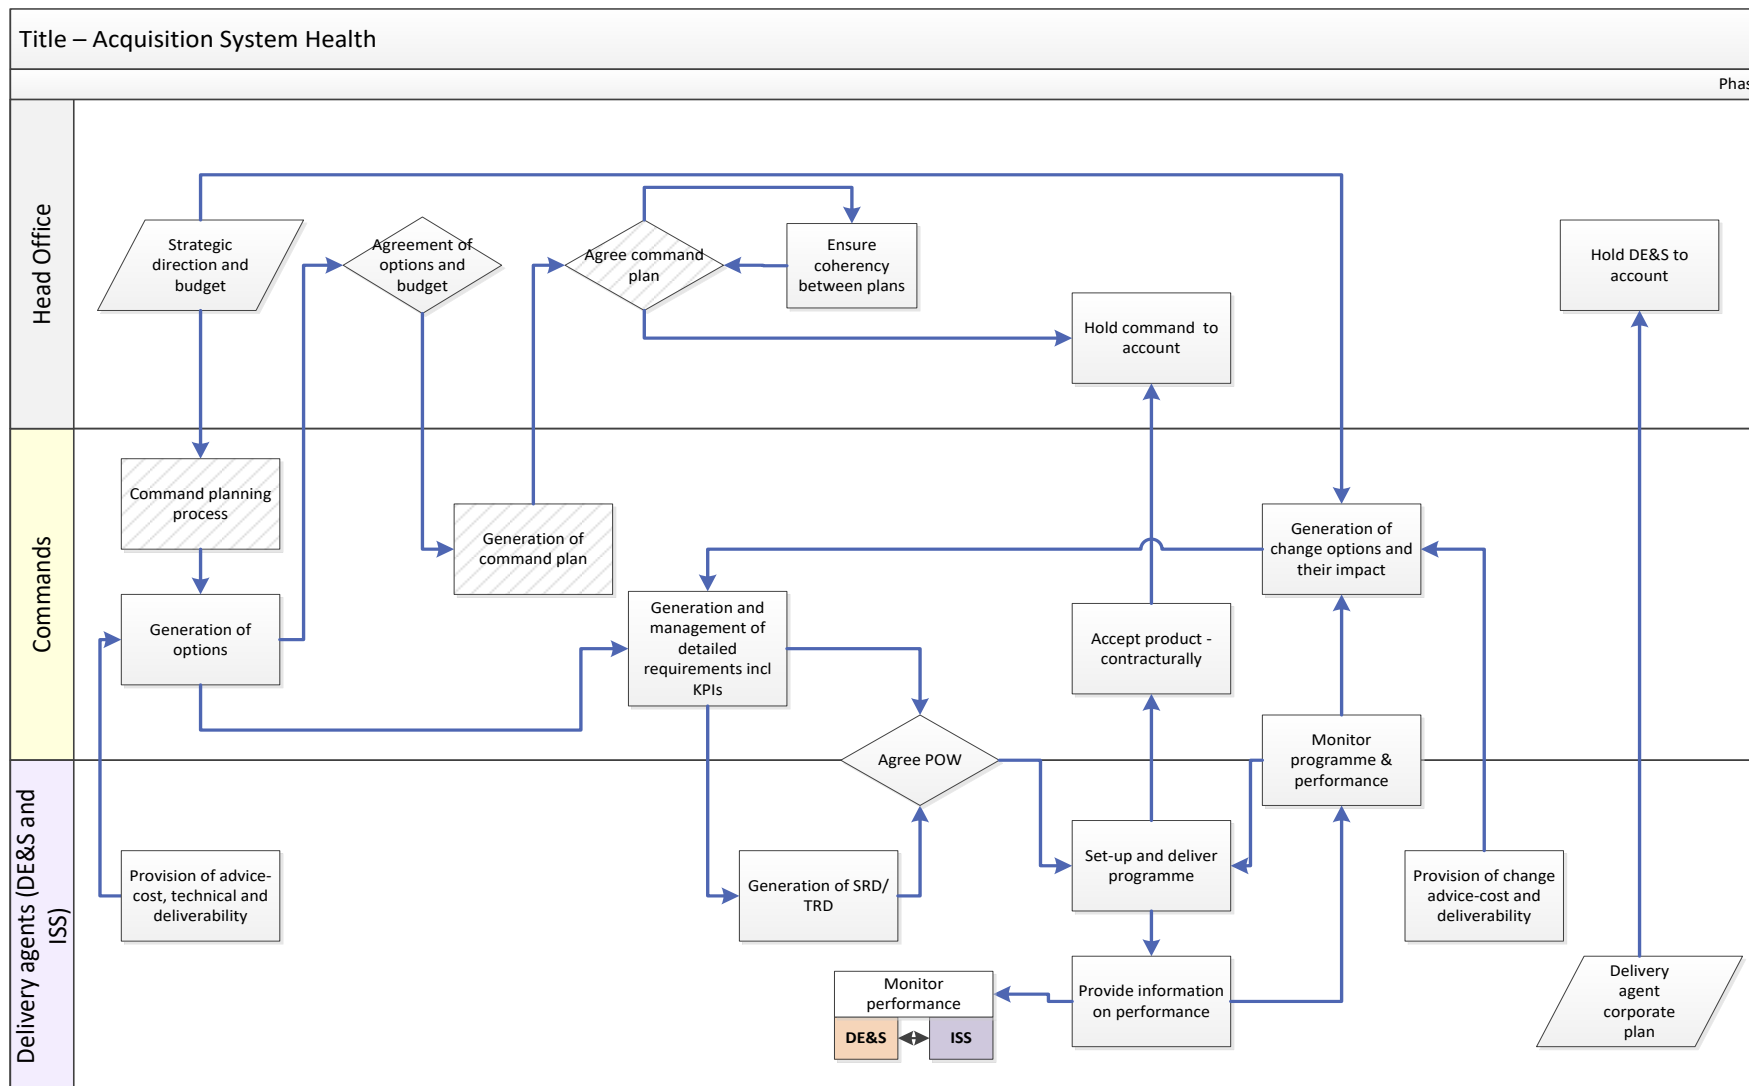 Title – Acquisition System Health
Phas
Head Office
Strategic
direction and
budget
Agreement of
options and
budget
Agree command
plan
Ensure
coherency
between plans
Hold command to
account
Hold DE&S to
account
Commands
Command planning
process
Generation of
options
Generation of
command plan
Generation and
management of
detailed
requirements incl
KPIs
Agree POW
Accept product -
contracturally
Generation of
change options and
their impact
Monitor
programme &
performance
Delivery agents (DE&S and
ISS)
Provision of advice-
cost, technical and
deliverability
Generation of SRD/
TRD
Set-up and deliver
programme
Provision of change
advice-cost and
deliverability
Monitor
performance
DE&S
ISS
Provide information
on performance
Delivery
agent
corporate
plan